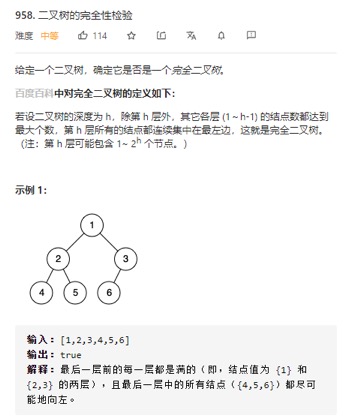 958. 二叉树的完全性检验
难度 中等 114
给定一个二叉树，确定它是否是一个完全二叉树。
百度百科中对完全二叉树的定义如下：
若设二叉树的深度为 h，除第 h 层外，其它各层 (1～h-1) 的结点数都达到
最大个数，第 h 层所有的结点都连续集中在最左边，这就是完全二叉树。
（注：第 h 层可能包含 1~ 2ʰ 个节点。）
示例 1：
1
2 3
4 5 6
输入：[1,2,3,4,5,6]
输出：true
解释：最后一层前的每一层都是满的（即，结点值为 {1} 和
{2,3} 的两层），且最后一层中的所有结点（{4,5,6}）都尽可
能地向左。